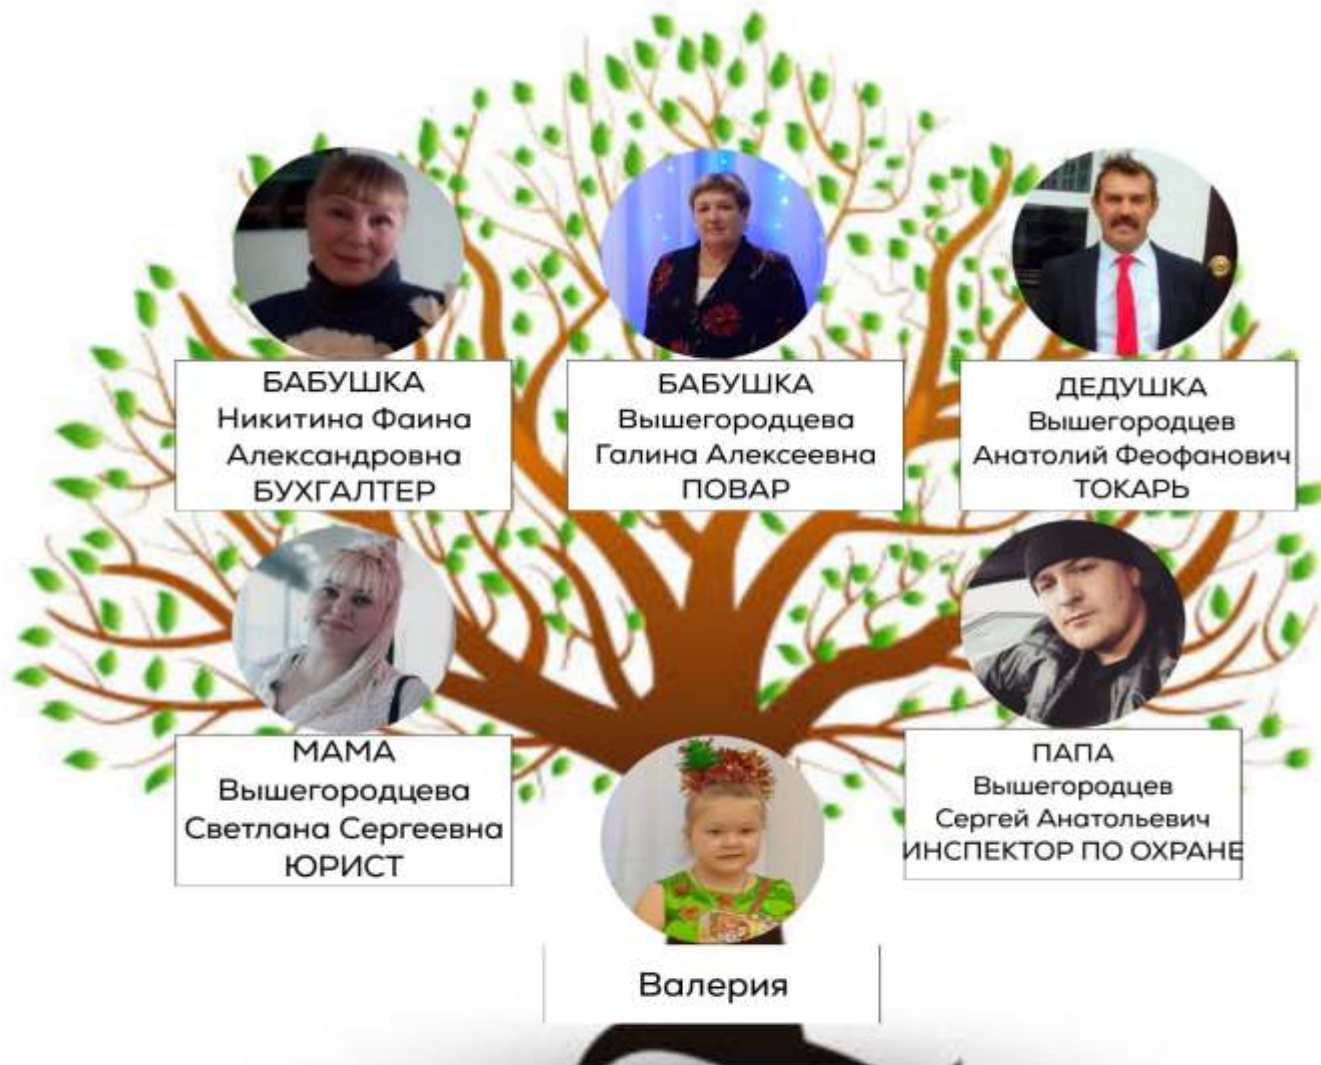 БАБУШКА
Никитина Фаина
Александровна
БУХГАЛТЕР
БАБУШКА
Вышегородцева
Галина Алексеевна
ПОВАР
ДЕДУШКА
Вышегородцев
Анатолий Феофанович
ТОКАРЬ
МАМА
Вышегородцева
Светлана Сергеевна
ЮРИСТ
ПАПА
Вышегородцев
Сергей Анатольевич
ИНСПЕКТОР ПО ОХРАНЕ
Валерия